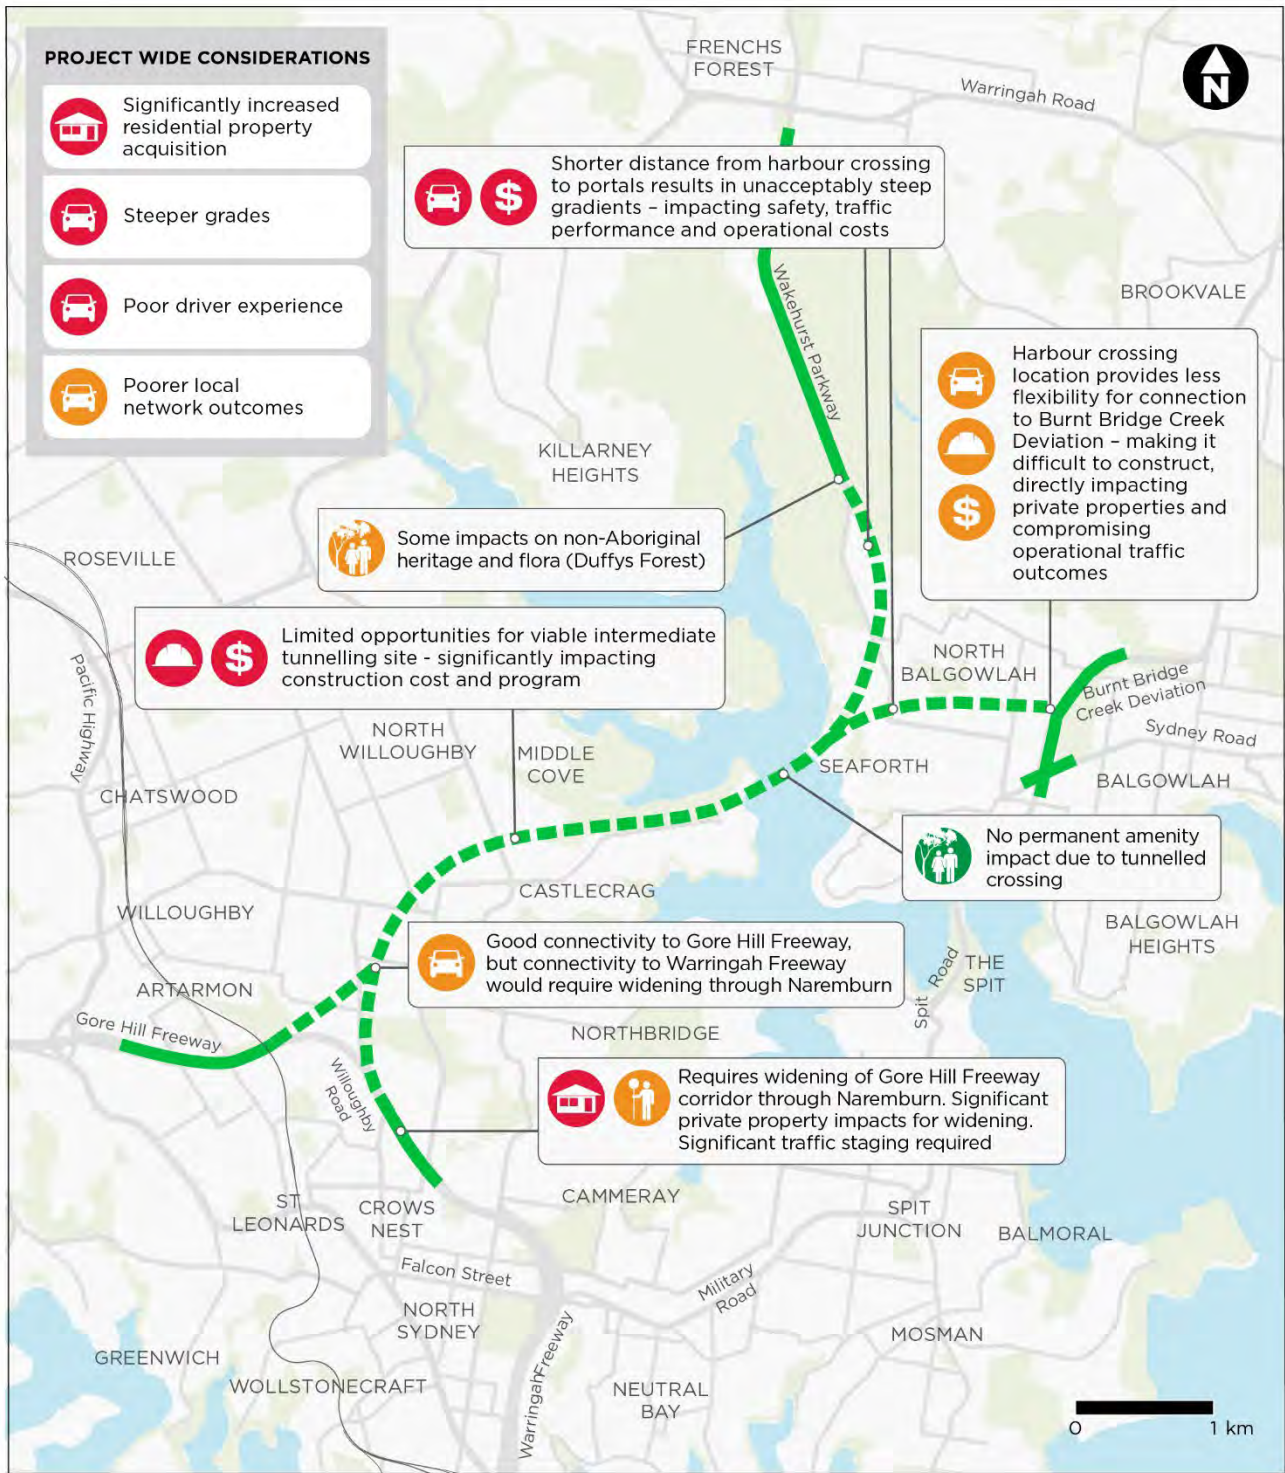 PROJECT WIDE CONSIDERATIONS
Significantly increased
residential property
acquisition
Steeper grades
Poor driver experience
Poorer local
network outcomes
FRENCHS
FOREST
Warringah Road
N
Shorter distance from harbour crossing
to portals results in unacceptably steep
gradients – impacting safety, traffic
performance and operational costs
$
Wakehurst Parkway
BROOKVALE
Harbour crossing
location provides less
flexibility for connection
to Burnt Bridge Creek
Deviation – making it
difficult to construct,
directly impacting
private properties and
compromising
operational traffic
outcomes
$
KILLARNEY
HEIGHTS
Some impacts on non-Aboriginal
heritage and flora (Duffys Forest)
ROSEVILLE
Limited opportunities for viable intermediate
tunnelling site - significantly impacting
construction cost and program
$
NORTH
BALGOWLAH
Burnt Bridge
Creek Deviation
Sydney Road
Pacific Highway
NORTH
WILLOUGHBY
MIDDLE
COVE
SEAFORTH
BALGOWLAH
CHATSWOOD
No permanent amenity
impact due to tunnelled
crossing
CASTLECRAG
WILLOUGHBY
BALGOWLAH
HEIGHTS
Good connectivity to Gore Hill Freeway,
but connectivity to Warringah Freeway
would require widening through Naremburn
THE
SPIT
Spit Road
ARTARMON
Gore Hill Freeway
NORTHBRIDGE
Willoughby
Road
Requires widening of Gore Hill Freeway
corridor through Naremburn. Significant
private property impacts for widening.
Significant traffic staging required
ST
LEONARDS
CROWS
NEST
CAMMERAY
SPIT
JUNCTION
BALMORAL
Falcon Street
Military
Road
NORTH
SYDNEY
MOSMAN
GREENWICH
WOLLSTONECRAFT
Warringah Freeway
NEUTRAL
BAY
0 1 km